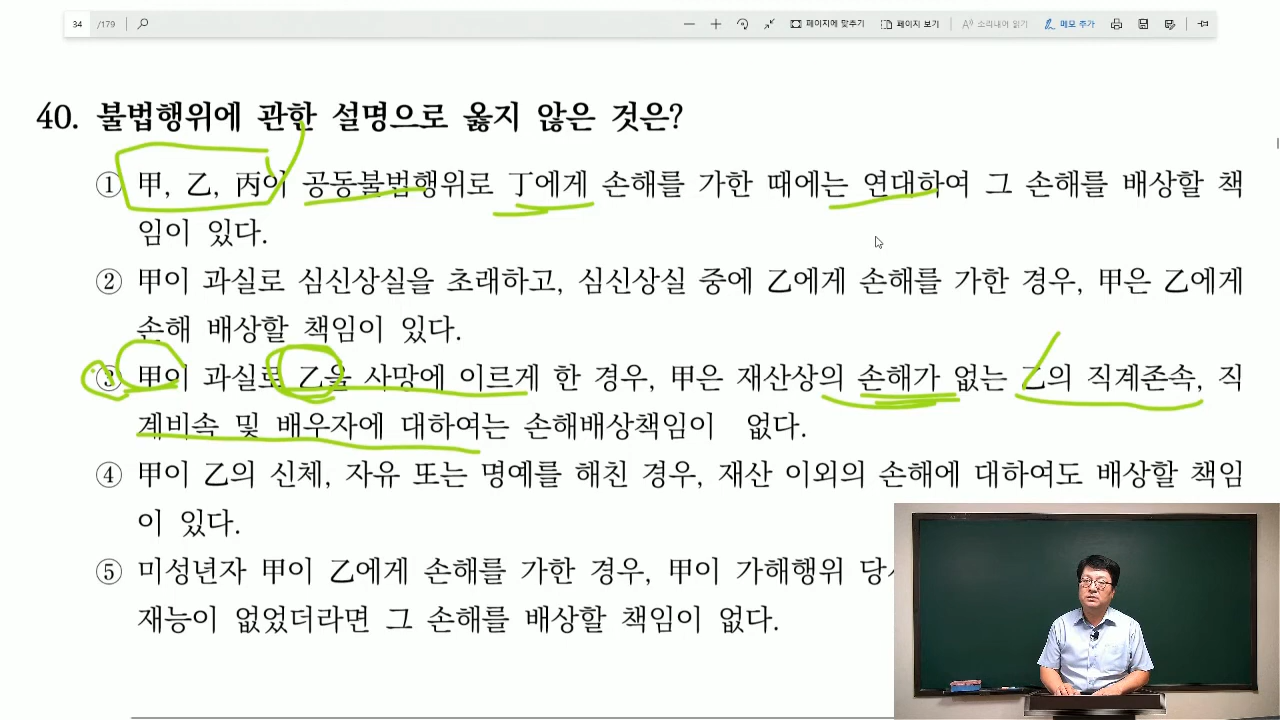 34 /179 페이지에 맞추기 페이지 보기 소리내어 읽기 메모 추가
40. 불법행위에 관한 설명으로 옳지 않은 것은?
① 甲, 乙, 丙이 공동불법행위로 丁에게 손해를 가한 때에는 연대하여 그 손해를 배상할 책
임이 있다.
② 甲이 과실로 심신상실을 초래하고, 심신상실 중에 乙에게 손해를 가한 경우, 甲은 乙에게
손해 배상할 책임이 있다.
③ 甲이 과실로 乙을 사망에 이르게 한 경우, 甲은 재산상의 손해가 없는 乙의 직계존속, 직
계비속 및 배우자에 대하여는 손해배상책임이 없다.
④ 甲이 乙의 신체, 자유 또는 명예를 해친 경우, 재산 이외의 손해에 대하여도 배상할 책임
이 있다.
⑤ 미성년자 甲이 乙에게 손해를 가한 경우, 甲이 가해행위
재능이 없었더라면 그 손해를 배상할 책임이 없다.